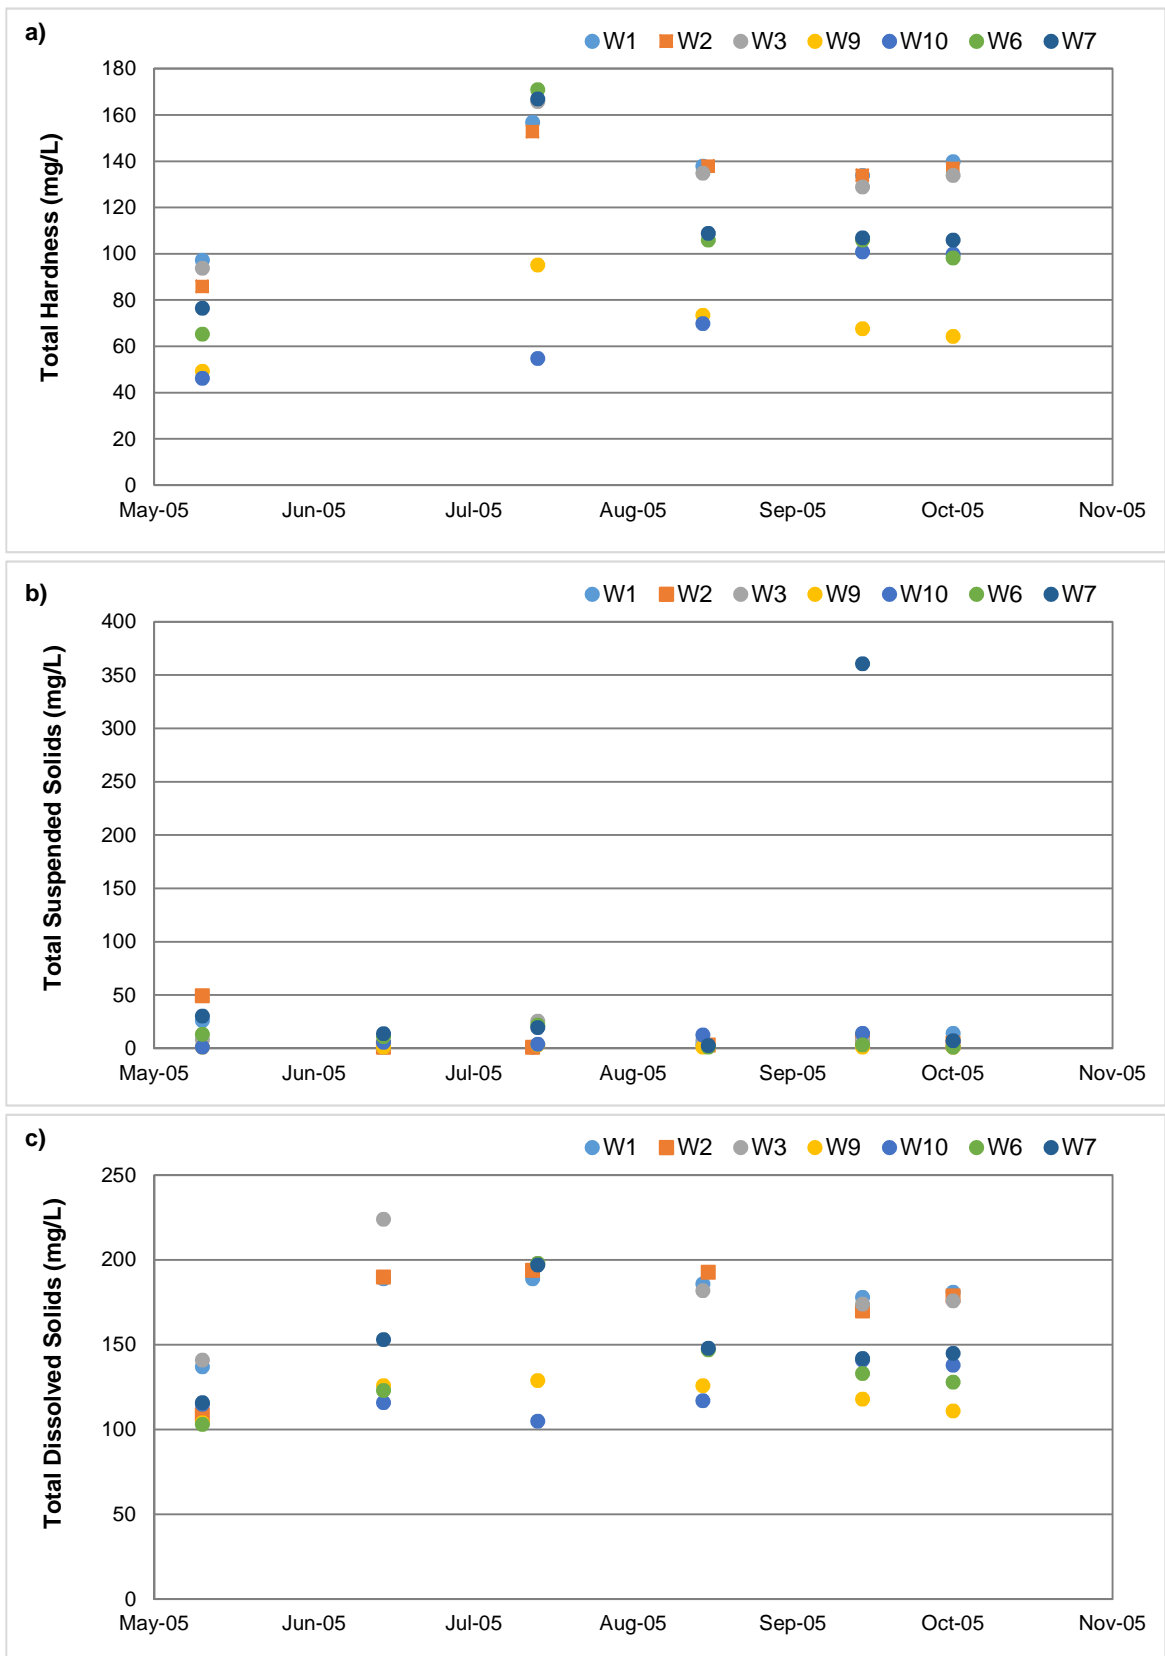 a)
W1 W2 W3 W9 W10 W6 W7
Total Hardness (mg/L)
180
160
140
120
100
80
60
40
20
0
May-05 Jun-05 Jul-05 Aug-05 Sep-05 Oct-05 Nov-05
b)
W1 W2 W3 W9 W10 W6 W7
Total Suspended Solids (mg/L)
400
350
300
250
200
150
100
50
0
May-05 Jun-05 Jul-05 Aug-05 Sep-05 Oct-05 Nov-05
c)
W1 W2 W3 W9 W10 W6 W7
Total Dissolved Solids (mg/L)
250
200
150
100
50
0
May-05 Jun-05 Jul-05 Aug-05 Sep-05 Oct-05 Nov-05